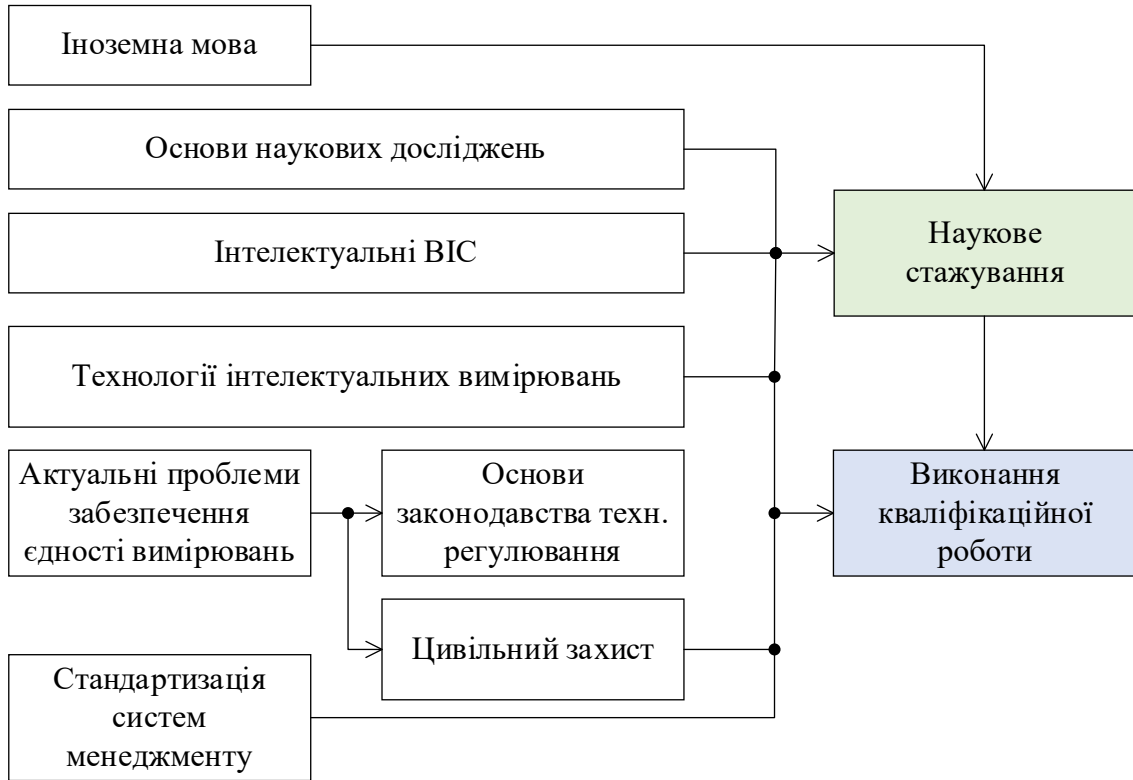 Іноземна мова
Основи наукових досліджень
Інтелектуальні ВІС
Наукове
стажування
Технології інтелектуальних вимірювань
Актуальні проблеми
забезпечення
єдності вимірювань
Основи
законодавства техн.
регулювання
Виконання
кваліфікаційної
роботи
Цивільний захист
Стандартизація
систем
менеджменту